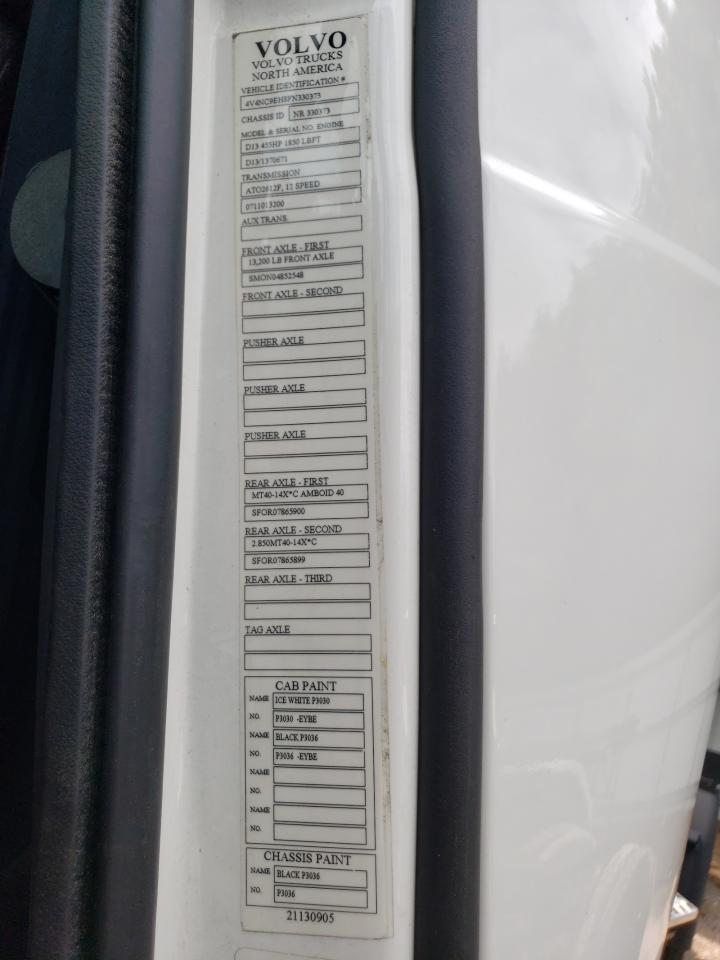 VOLVO
VOLVO TRUCKS
NORTH AMERICA
VEHICLE IDENTIFICATION #
4V4NC9EH8PN330373
CHASSIS ID NR 330373
MODEL & SERIAL NO. ENGINE
D13 455HP 1850 LBFT
D13/1370671
TRANSMISSION
ATO2612F, 12 SPEED
0711013200
AUX TRANS.
FRONT AXLE - FIRST
13,200 LB FRONT AXLE
SMON04852548
FRONT AXLE - SECOND
PUSHER AXLE
PUSHER AXLE
PUSHER AXLE
REAR AXLE - FIRST
MT40-14X*C AMBOID 40
SFOR07865900
REAR AXLE - SECOND
2.850MT40-14X*C
SFOR07865899
REAR AXLE - THIRD
TAG AXLE
CAB PAINT
NAME ICE WHITE P3030
NO. P3030 -EYBE
NAME BLACK P3036
NO. P3036 -EYBE
NAME
NO.
NAME
NO.
CHASSIS PAINT
NAME BLACK P3036
NO. P3036
21130905